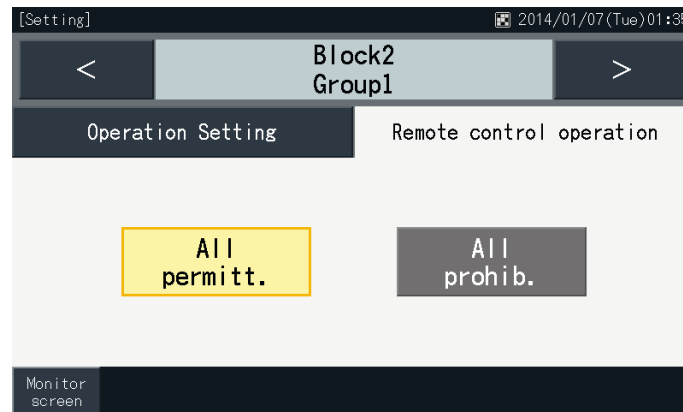 [Setting] 2014/01/07(Tue)01:35
< Block2 >
Group1
Operation Setting Remote control operation
All All
permitt. prohib.
Monitor
screen